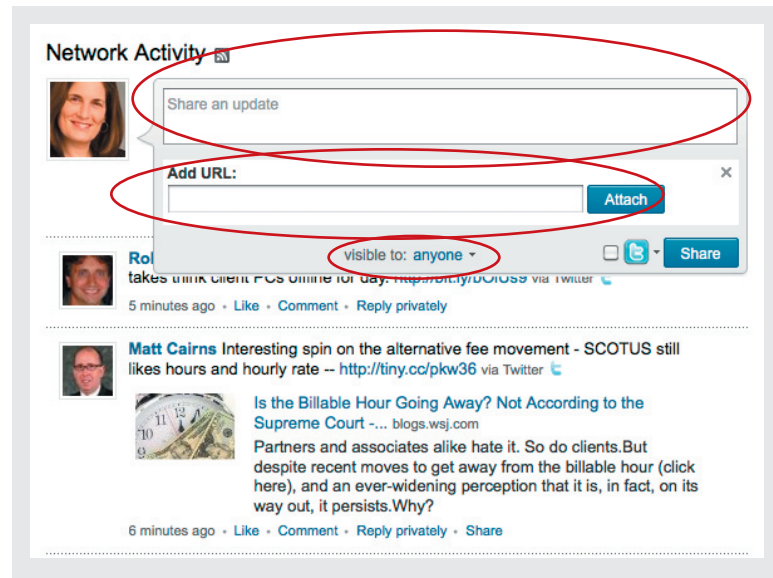 Network Activity
Share an update
Add URL:
Attach
visible to: anyone
Share
takes think client PCs offline for day.
via Twitter
5 minutes ago • Like • Comment • Reply privately
Matt Cairns Interesting spin on the alternative fee movement - SCOTUS still
likes hours and hourly rate -- http://tiny.cc/pkw36 via Twitter
Is the Billable Hour Going Away? Not According to the
Supreme Court -... blogs.wsj.com
Partners and associates alike hate it. So do clients.But
despite recent moves to get away from the billable hour (click
here), and an ever-widening perception that it is, in fact, on its
way out, it persists.Why?
6 minutes ago • Like • Comment • Reply privately • Share